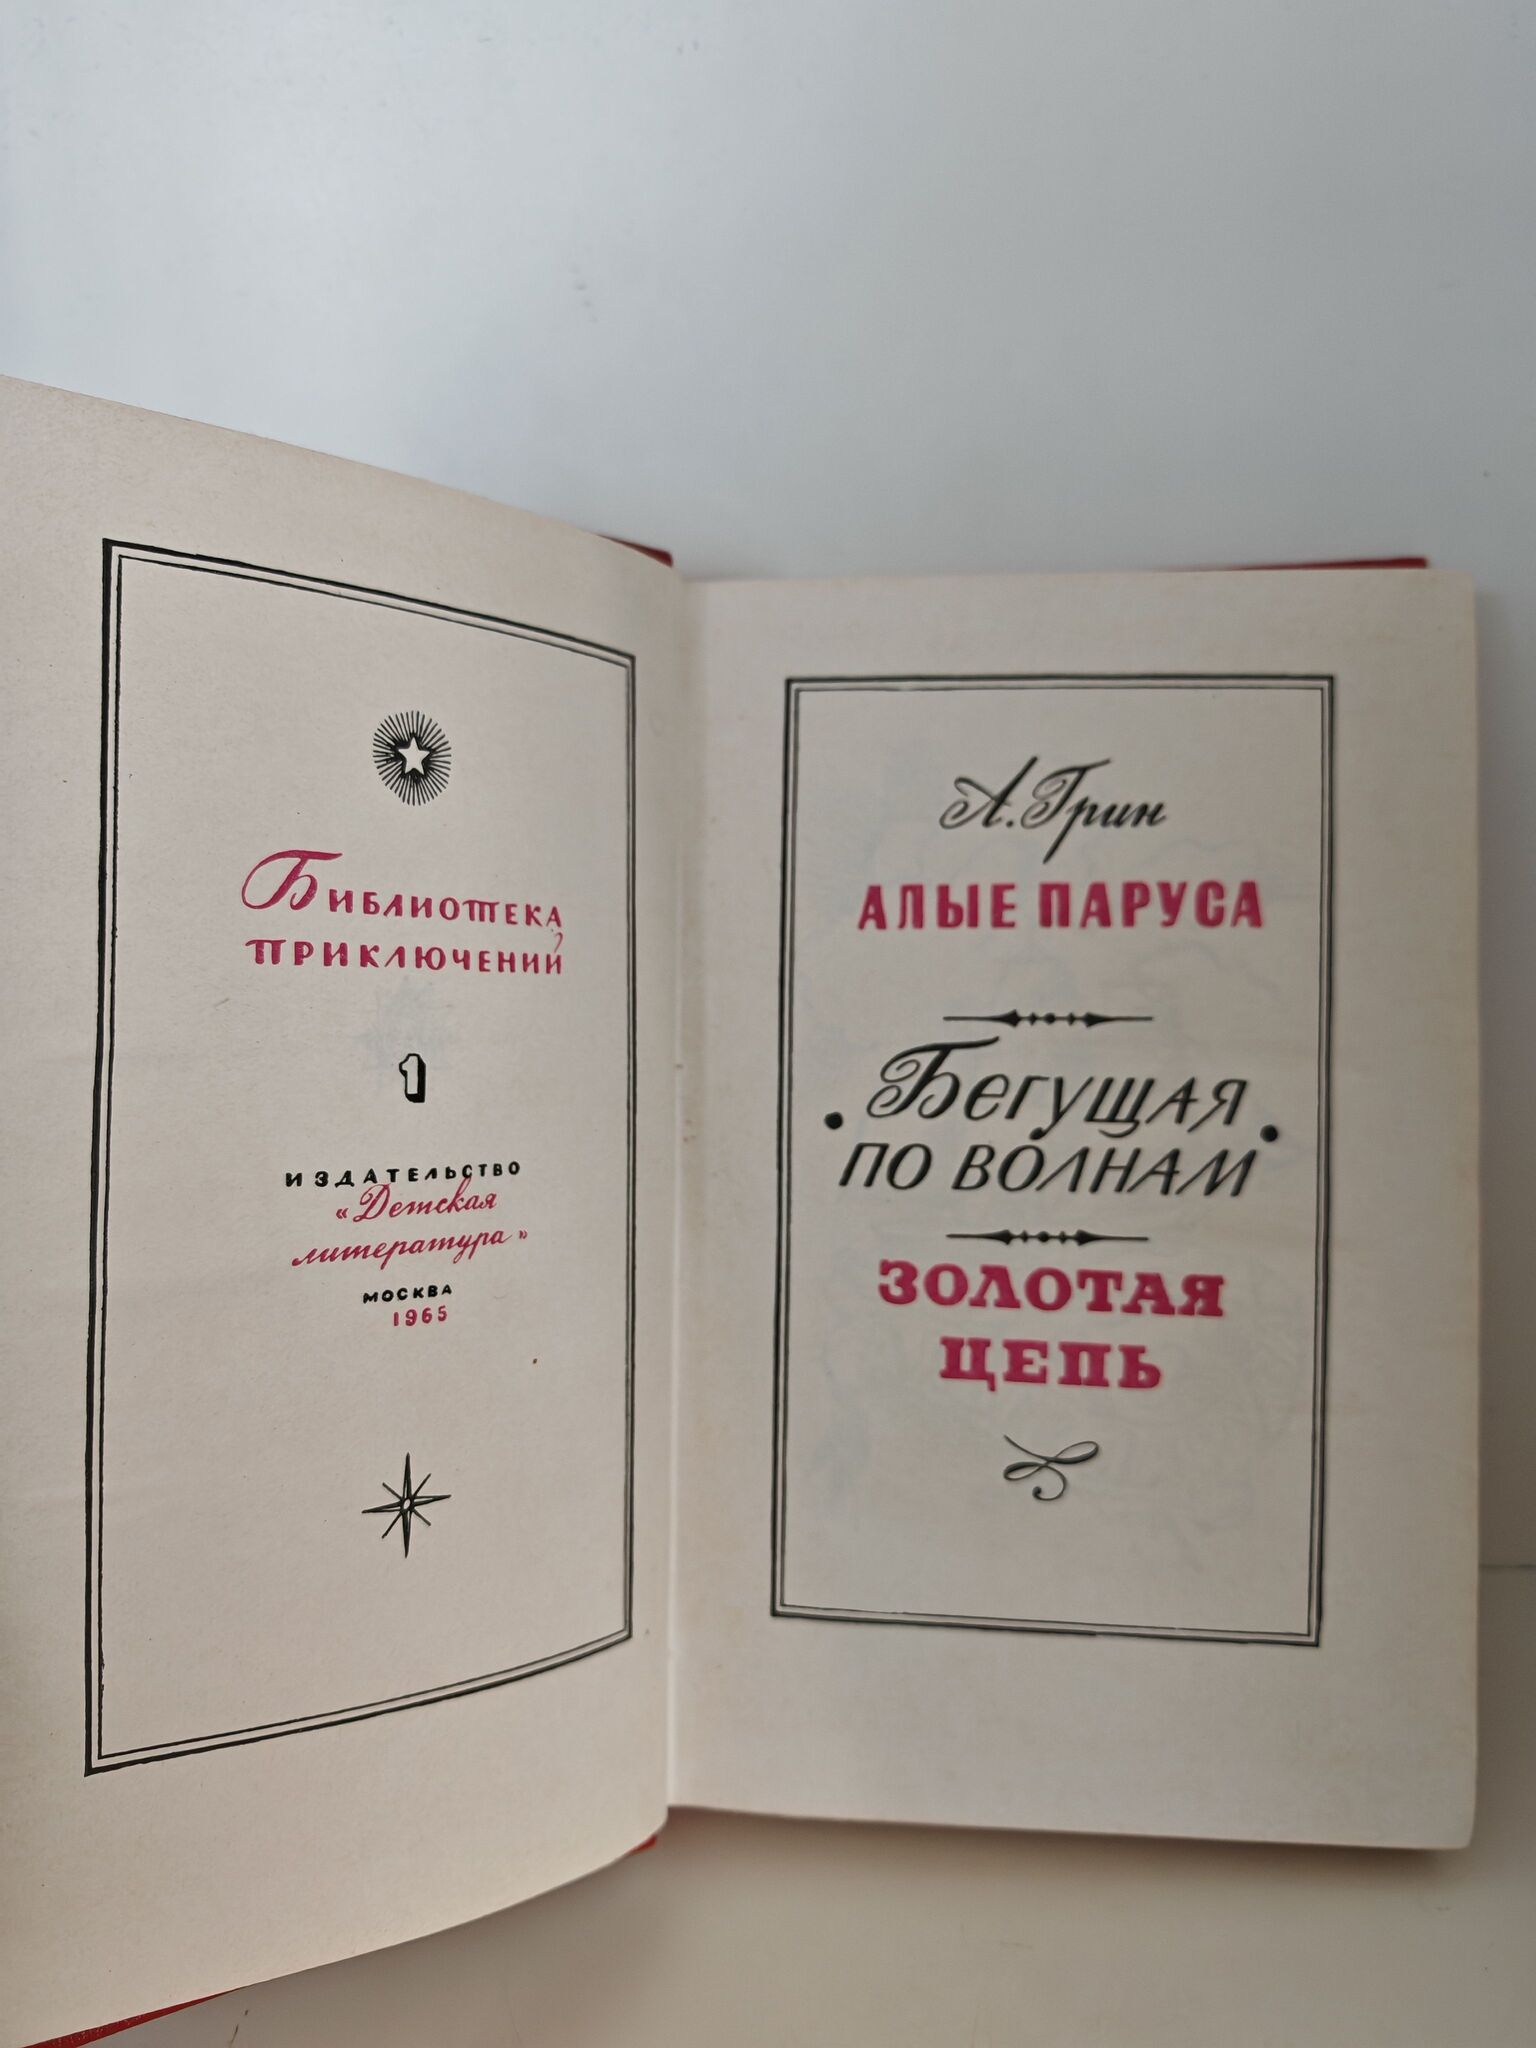 Библиотека
приключений
1
издательство
«Детская
литература»
Москва
1965
А. Грин
АЛЫЕ ПАРУСА
Бегущая
по волнам
ЗОЛОТАЯ
ЦЕПЬ